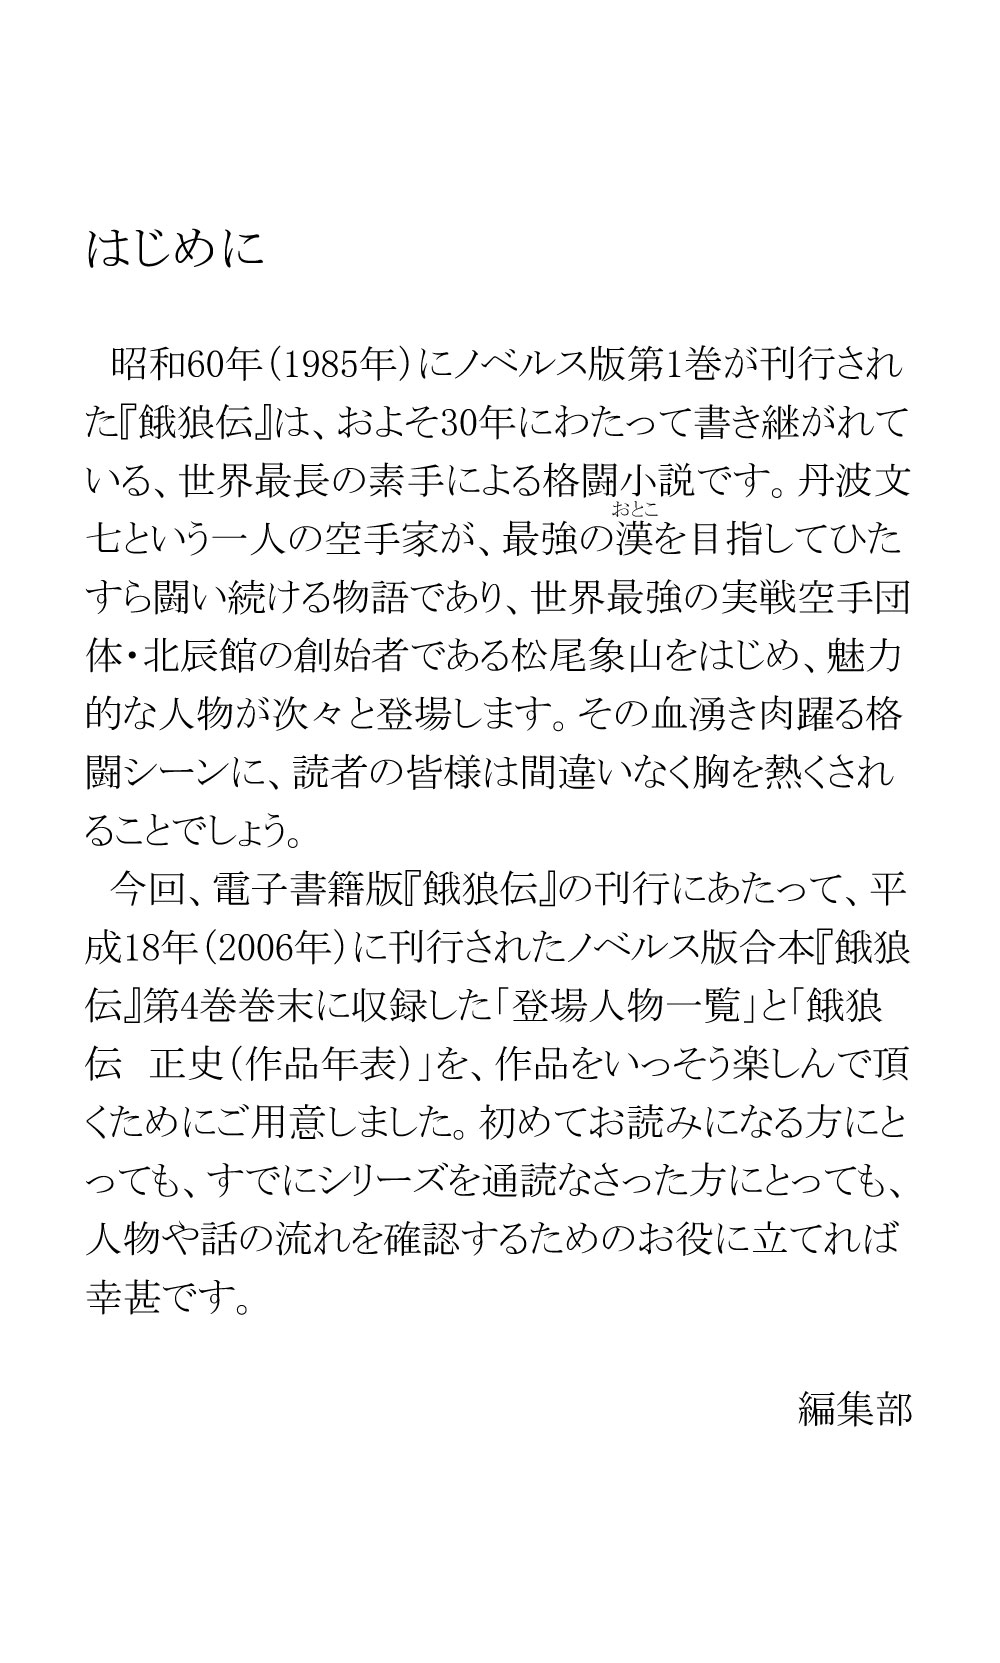 はじめに
昭和60年（1985年）にノベルス版第1巻が刊行され
た『餓狼伝』は、およそ30年にわたって書き継がれて
いる、世界最長の素手による格闘小説です。丹波文
おとこ
七という一人の空手家が、最強の漢を目指してひた
すら闘い続ける物語であり、世界最強の実戦空手団
体・北辰館の創始者である松尾象山をはじめ、魅力
的な人物が次々と登場します。その血湧き肉躍る格
闘シーンに、読者の皆様は間違いなく胸を熱くされ
ることでしょう。
今回、電子書籍版『餓狼伝』の刊行にあたって、平
成18年（2006年）に刊行されたノベルス版合本『餓狼
伝』第4巻巻末に収録した「登場人物一覧」と「餓狼
伝　正史（作品年表）」を、作品をいっそう楽しんで頂
くためにご用意しました。初めてお読みになる方にと
っても、すでにシリーズを通読なさった方にとっても、
人物や話の流れを確認するためのお役に立てれば
幸甚です。
編集部